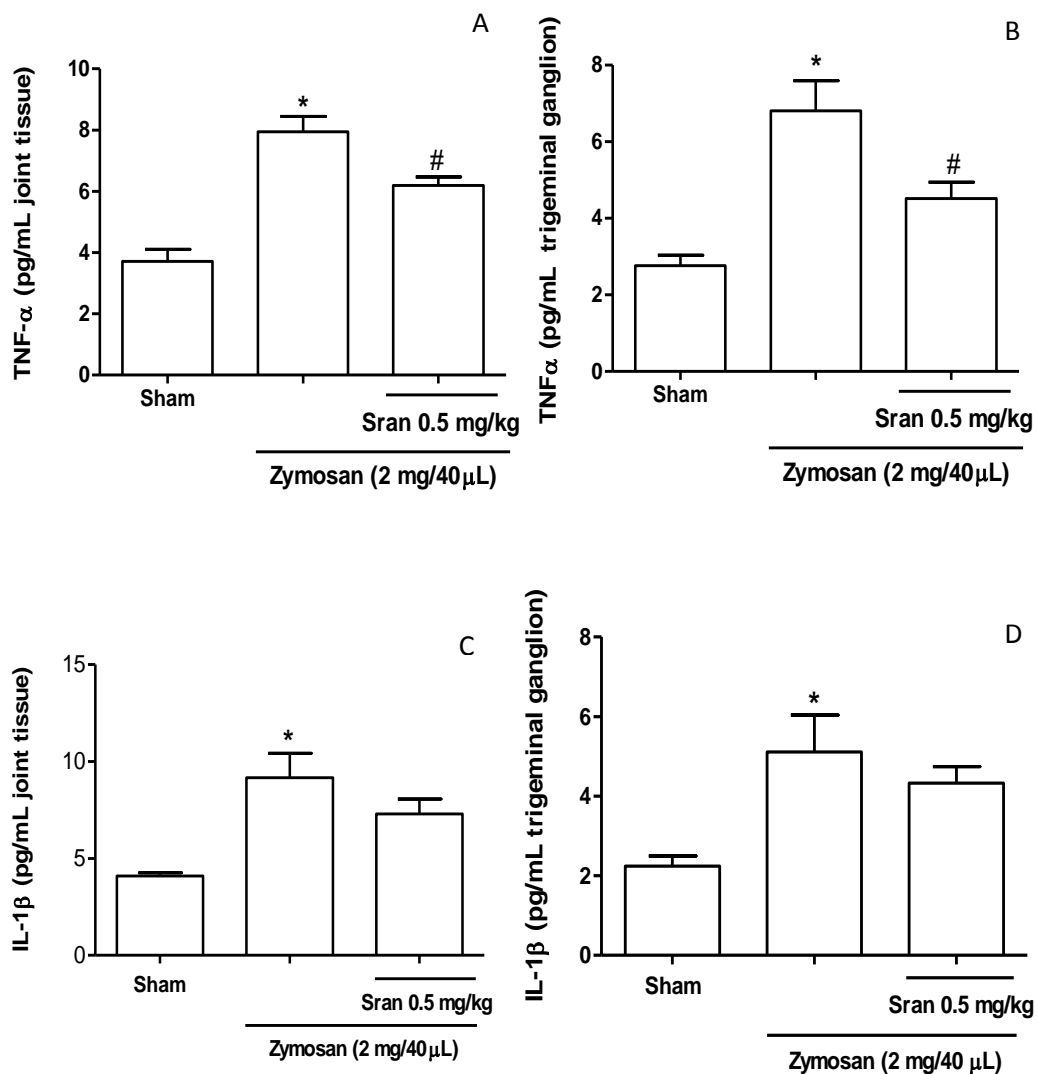 A
TNF-α (pg/mL joint tissue)
10
8
6
4
2
0
*
#
Sham
Sran 0.5 mg/kg
Zymosan (2 mg/40μL)
B
TNFα (pg/mL trigeminal ganglion)
8
6
4
2
0
*
#
Sham
Sran 0.5 mg/kg
Zymosan (2 mg/40μL)
C
IL-1β (pg/mL joint tissue)
15
10
5
0
*
Sham
Sran 0.5 mg/kg
Zymosan (2 mg/40μL)
D
IL-1β (pg/mL trigeminal ganglion)
8
6
4
2
0
*
Sham
Sran 0.5 mg/kg
Zymosan (2 mg/40 μL)